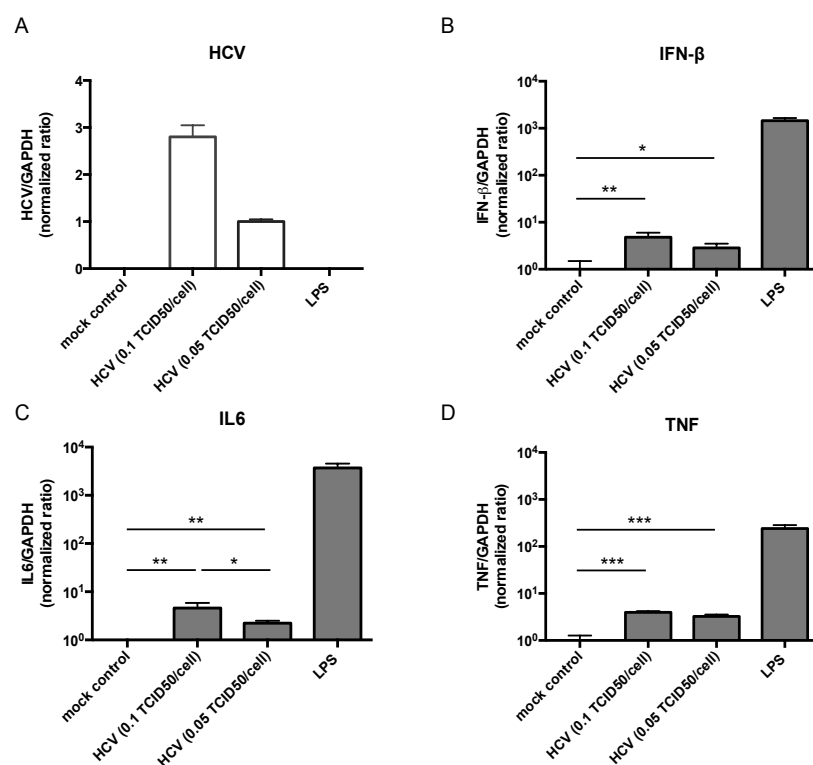 A
HCV
HCV/GAPDH
(normalized ratio)
4
3
2
1
0
mock control
HCV (0.1 TCID50/cell)
HCV (0.05 TCID50/cell)
LPS
B
IFN-β
IFN-β/GAPDH
(normalized ratio)
10⁴
10³
10²
10¹
10⁰
*
**
mock control
HCV (0.1 TCID50/cell)
HCV (0.05 TCID50/cell)
LPS
C
IL6
IL6/GAPDH
(normalized ratio)
10⁴
10³
10²
10¹
10⁰
**
** *
mock control
HCV (0.1 TCID50/cell)
HCV (0.05 TCID50/cell)
LPS
D
TNF
TNF/GAPDH
(normalized ratio)
10⁴
10³
10²
10¹
10⁰
***
***
mock control
HCV (0.1 TCID50/cell)
HCV (0.05 TCID50/cell)
LPS